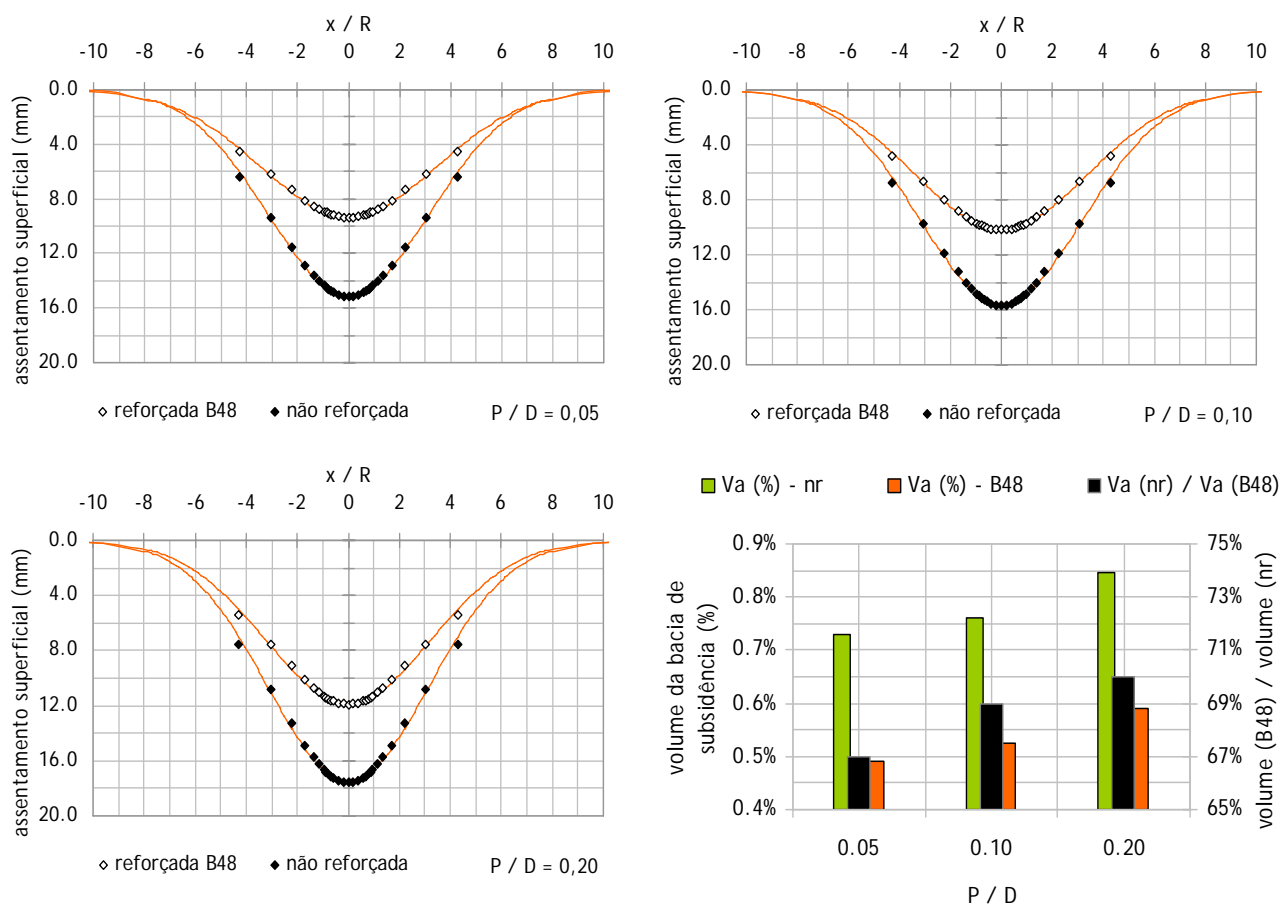 x / R
-10 -8 -6 -4 -2 0 2 4 6 8 10
0.0
4.0
8.0
12.0
16.0
20.0
assentamento superficial (mm)
reforçada B48 não reforçada P / D = 0,05
x / R
-10 -8 -6 -4 -2 0 2 4 6 8 10
0.0
4.0
8.0
12.0
16.0
20.0
assentamento superficial (mm)
reforçada B48 não reforçada P / D = 0,10
x / R
-10 -8 -6 -4 -2 0 2 4 6 8 10
0.0
4.0
8.0
12.0
16.0
20.0
assentamento superficial (mm)
reforçada B48 não reforçada P / D = 0,20
Va (%) - nr Va (%) - B48 Va (nr) / Va (B48)
0.9%
0.8%
0.7%
0.6%
0.5%
0.4%
volume da bacia de
subsidência (%)
75%
73%
71%
69%
67%
65%
volume (B48) / volume (nr)
0.05 0.10 0.20
P / D